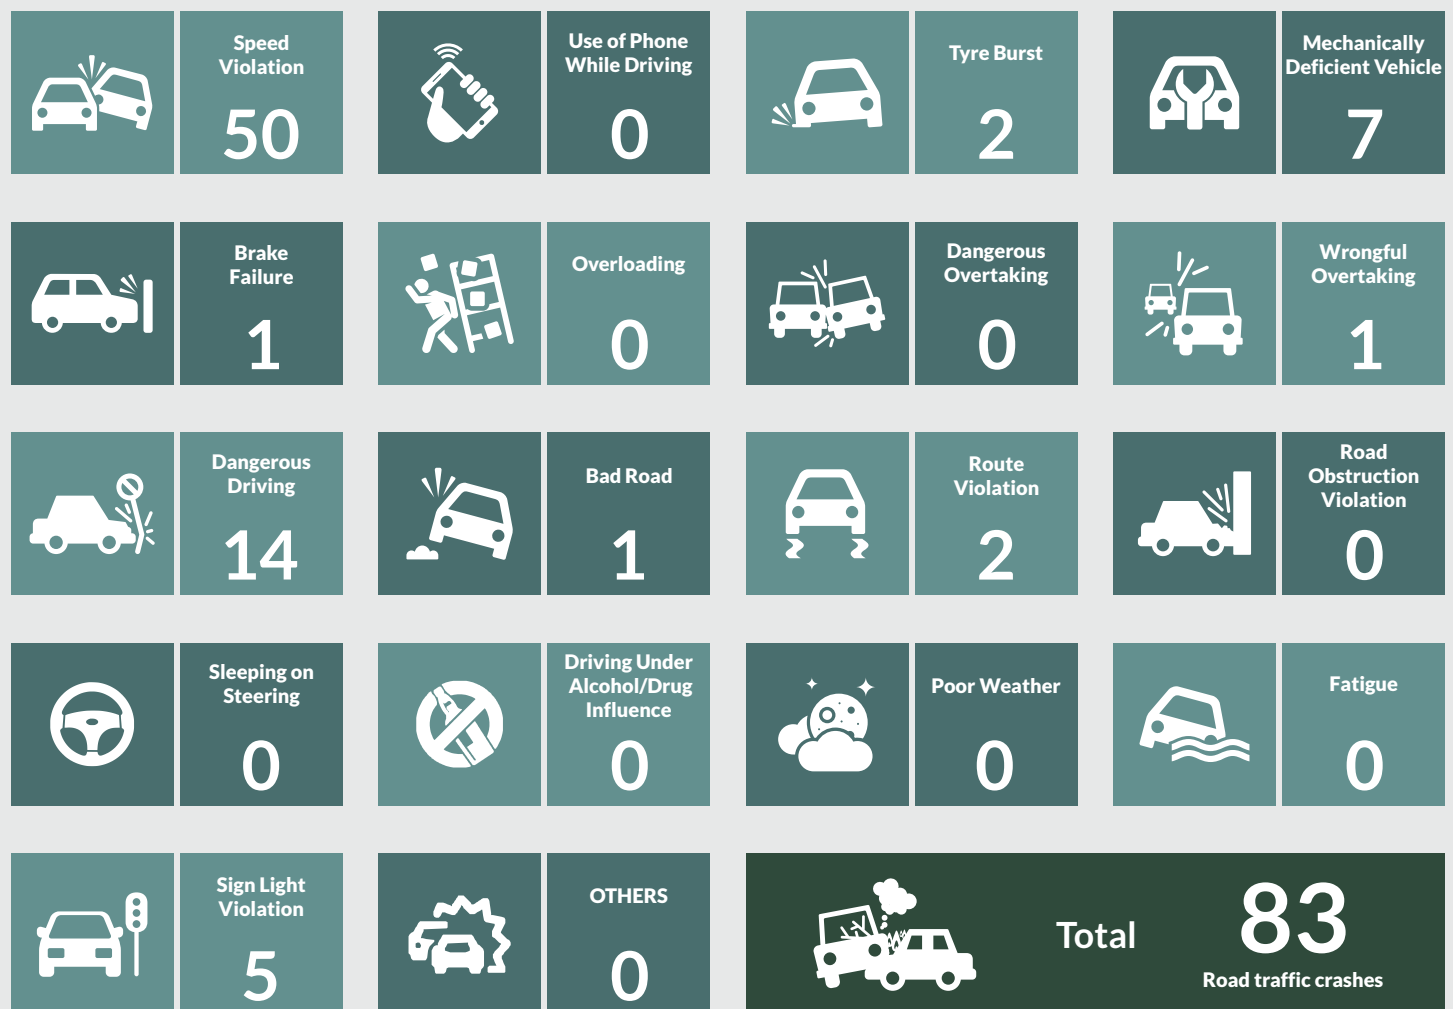 Speed
Violation
50
Use of Phone
While Driving
0
Tyre Burst
2
Mechanically
Deficient Vehicle
7
Brake
Failure
1
Overloading
0
Dangerous
Overtaking
0
Wrongful
Overtaking
1
Dangerous
Driving
14
Bad Road
1
Route
Violation
2
Road
Obstruction
Violation
0
Sleeping on
Steering
0
Driving Under
Alcohol/Drug
Influence
0
Poor Weather
0
Fatigue
0
Sign Light
Violation
5
OTHERS
0
Total
83
Road traffic crashes